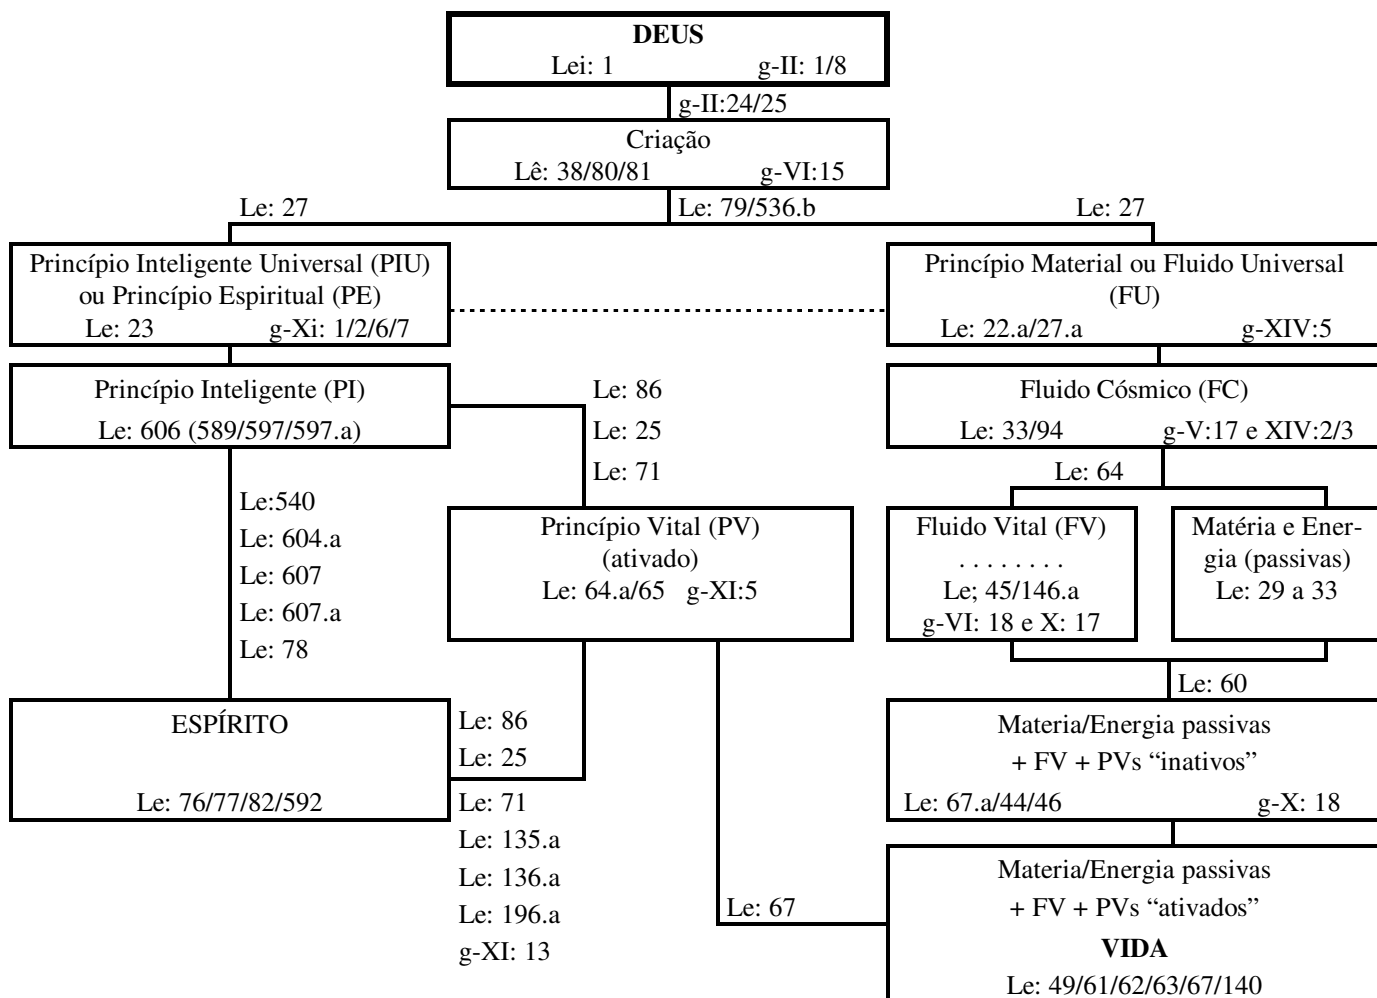 DEUS
Lei: 1 g-II: 1/8
g-II:24/25
Criação
Lê: 38/80/81 g-VI:15
Le: 27 Le: 79/536.b Le: 27
Princípio Inteligente Universal (PIU)
ou Princípio Espiritual (PE)
Le: 23 g-Xi: 1/2/6/7
Princípio Material ou Fluido Universal
(FU)
Le: 22.a/27.a g-XIV:5
Princípio Inteligente (PI)
Le: 606 (589/597/597.a)
Le: 86
Le: 25
Le: 71
Fluido Cósmico (FC)
Le: 33/94 g-V:17 e XIV:2/3
Le: 64
Le:540
Le: 604.a
Le: 607
Le: 607.a
Le: 78
Princípio Vital (PV)
(ativado)
Le: 64.a/65 g-XI:5
Fluido Vital (FV)
. . . . . . . .
Le; 45/146.a
g-VI: 18 e X: 17
Matéria e Ener-
gia (passivas)
Le: 29 a 33
Le: 60
ESPÍRITO
Le: 76/77/82/592
Le: 86
Le: 25
Le: 71
Le: 135.a
Le: 136.a
Le: 196.a
g-XI: 13
Materia/Energia passivas
+ FV + PVs “inativos”
Le: 67.a/44/46 g-X: 18
Le: 67
Materia/Energia passivas
+ FV + PVs “ativados”
VIDA
Le: 49/61/62/63/67/140